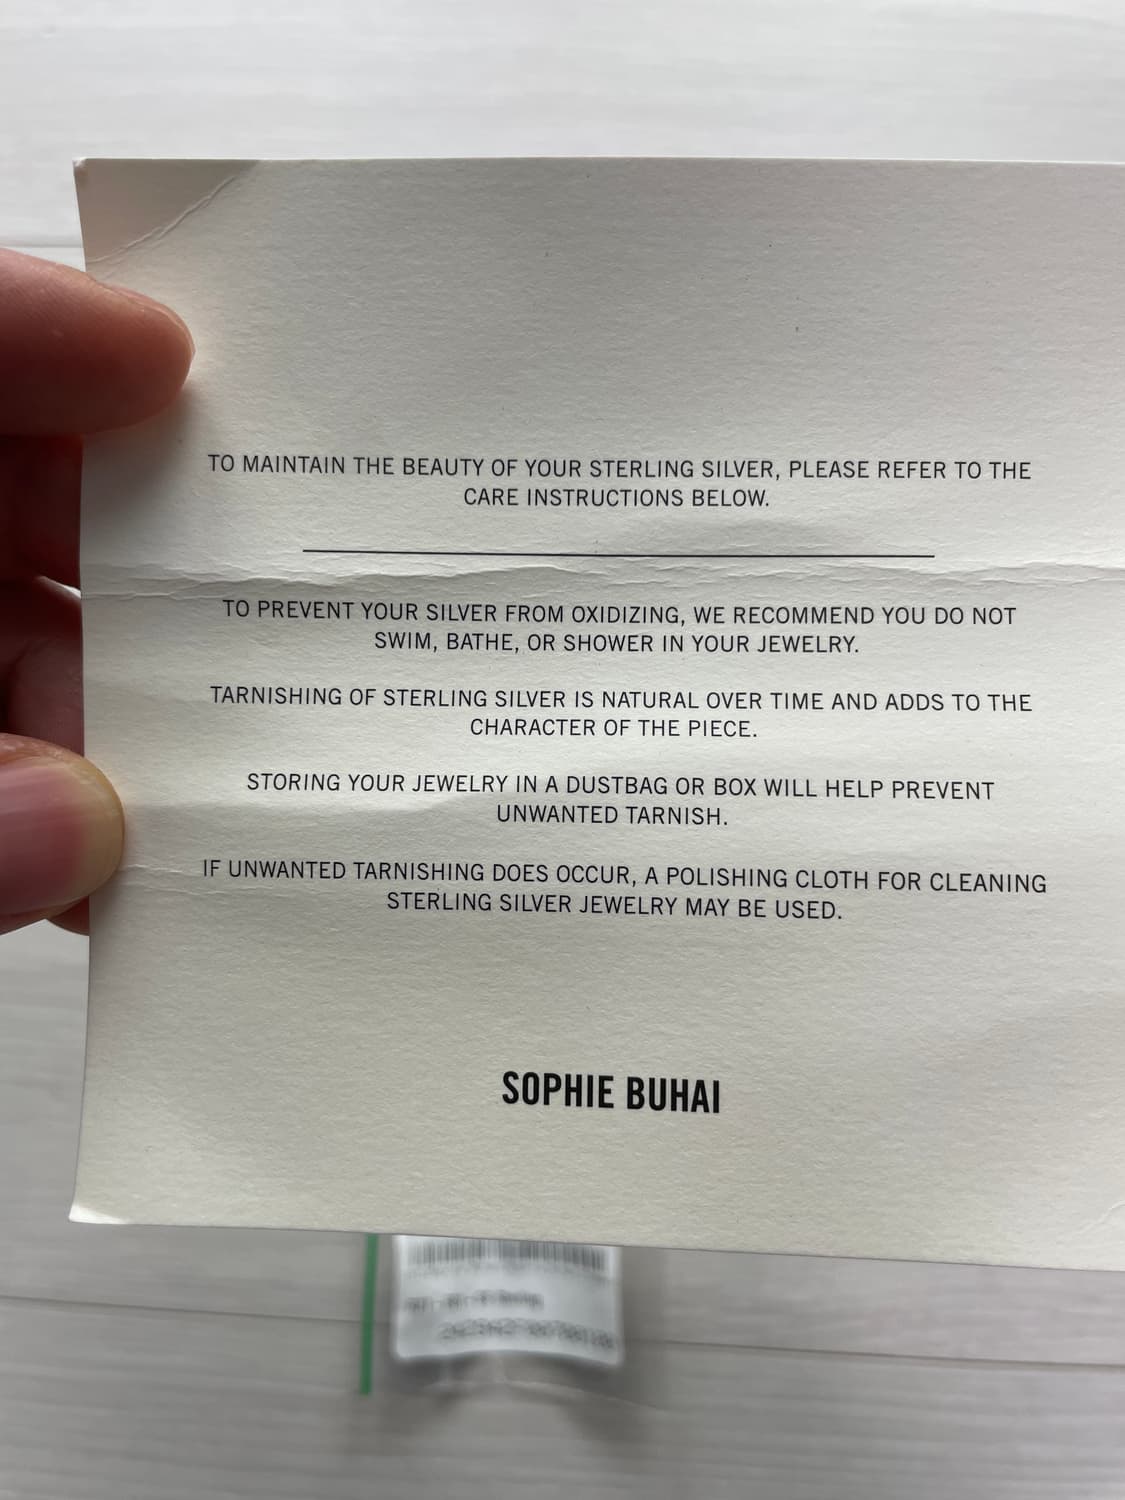 TO MAINTAIN THE BEAUTY OF YOUR STERLING SILVER, PLEASE REFER TO THE
CARE INSTRUCTIONS BELOW.
TO PREVENT YOUR SILVER FROM OXIDIZING, WE RECOMMEND YOU DO NOT
SWIM, BATHE, OR SHOWER IN YOUR JEWELRY.
TARNISHING OF STERLING SILVER IS NATURAL OVER TIME AND ADDS TO THE
CHARACTER OF THE PIECE.
STORING YOUR JEWELRY IN A DUSTBAG OR BOX WILL HELP PREVENT
UNWANTED TARNISH.
IF UNWANTED TARNISHING DOES OCCUR, A POLISHING CLOTH FOR CLEANING
STERLING SILVER JEWELRY MAY BE USED.
SOPHIE BUHAI